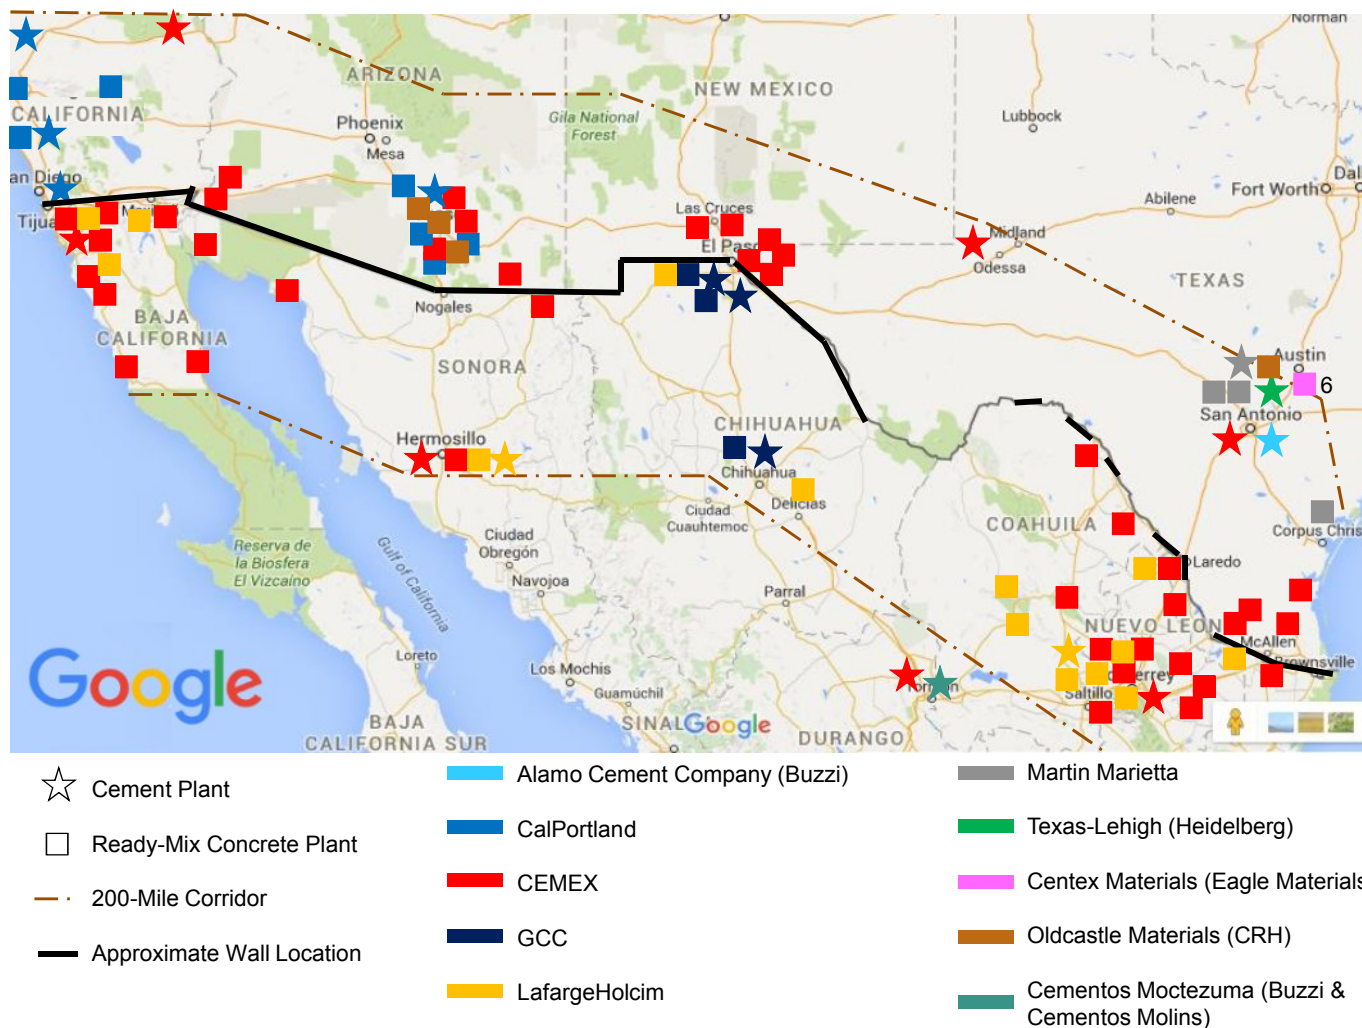 Norman
ARIZONA
NEW MEXICO
CALIFORNIA
Gila National
Forest
Lubbock
Phoenix
Mesa
Dal
Fort Worth
Abilene
an Diego
Las Cruces
Tijua
El Paso
Midland
Odessa
TEXAS
Nogales
BAJA
CALIFORNIA
SONORA
Austin
6
San Antonio
CHIHUAHUA
Hermosillo
Chihuahua
Delicias
Ciudad
Cuauhtemoc
COAHUILA
Corpus Chris
Ciudad
Obregón
Reserva de
la Biosfera
El Vizcaíno
Gulf of California
Laredo
Navojoa
Parral
NUEVO LEON
McAllen
Brownsville
Loreto
Los Mochis
Google
Guamúchil
Saltillo
SINAL
Google
DURANGO
BAJA
CALIFORNIA SUR
Cement Plant
Ready-Mix Concrete Plant
200-Mile Corridor
Approximate Wall Location
Alamo Cement Company (Buzzi)
CalPortland
CEMEX
GCC
LafargeHolcim
Martin Marietta
Texas-Lehigh (Heidelberg)
Centex Materials (Eagle Materials
Oldcastle Materials (CRH)
Cementos Moctezuma (Buzzi &
Cementos Molins)